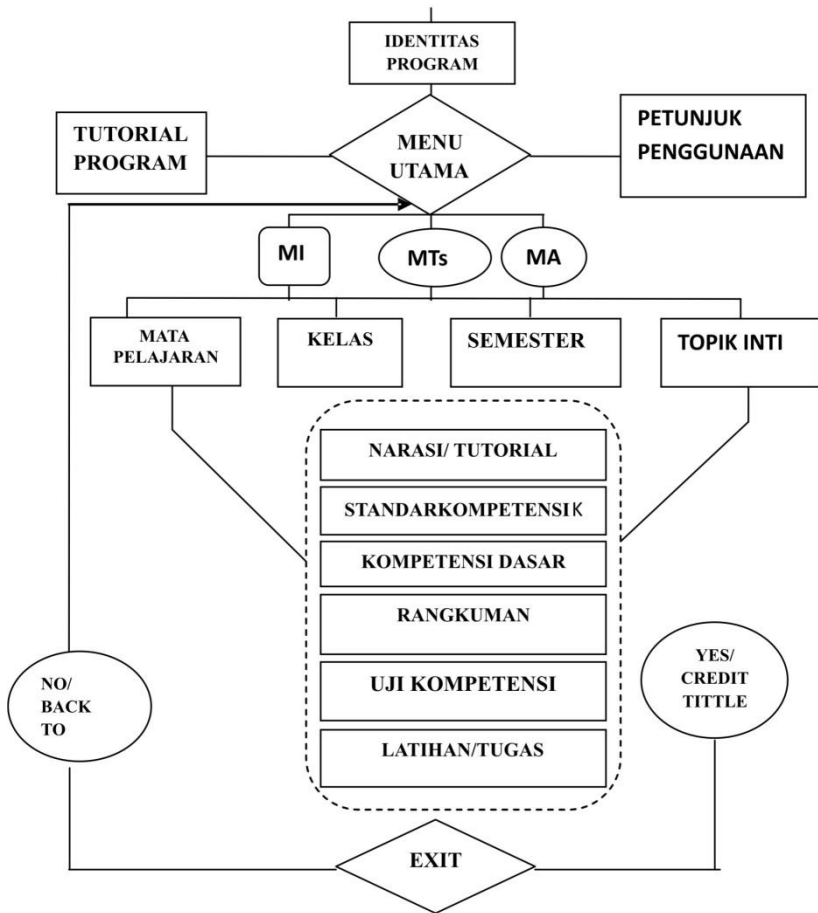 IDENTITAS
PROGRAM
TUTORIAL
PROGRAM
MENU
UTAMA
PETUNJUK
PENGGUNAAN
MI
MTs
MA
MATA
PELAJARAN
KELAS
SEMESTER
TOPIK INTI
NARASI/ TUTORIAL
STANDARKOMPETENSIK
KOMPETENSI DASAR
RANGKUMAN
UJI KOMPETENSI
LATIHAN/TUGAS
NO/
BACK
TO
YES/
CREDIT
TITTLE
EXIT